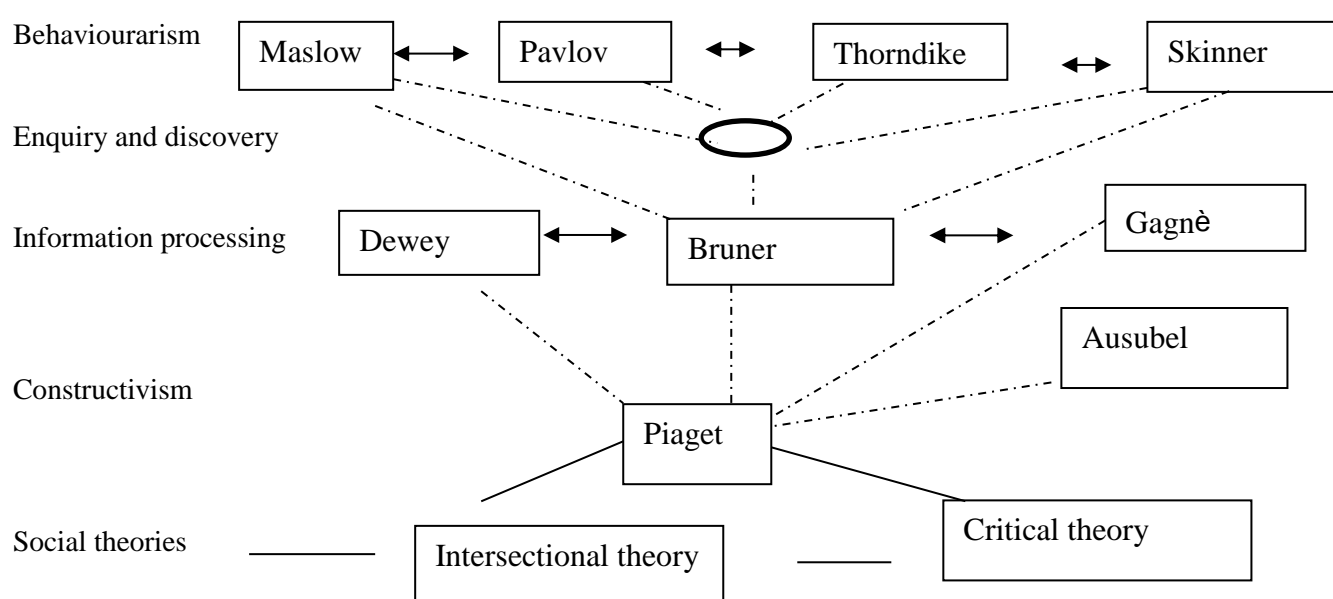 Behaviourarism
Maslow
Pavlov
Thorndike
Skinner
Enquiry and discovery
Information processing
Dewey
Bruner
Gagnè
Ausubel
Constructivism
Piaget
Social theories
Intersectional theory
Critical theory